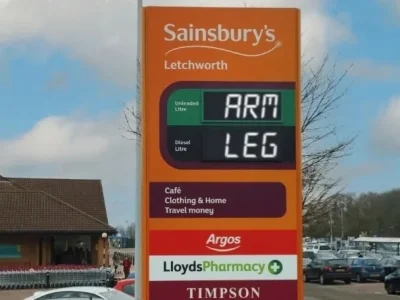 Sainsbury's
Letchworth
Unleaded
Litre
ARM
Diesel
Litre
LEG
Café
Clothing & Home
Travel money
Argos
LloydsPharmacy
TIMPSON